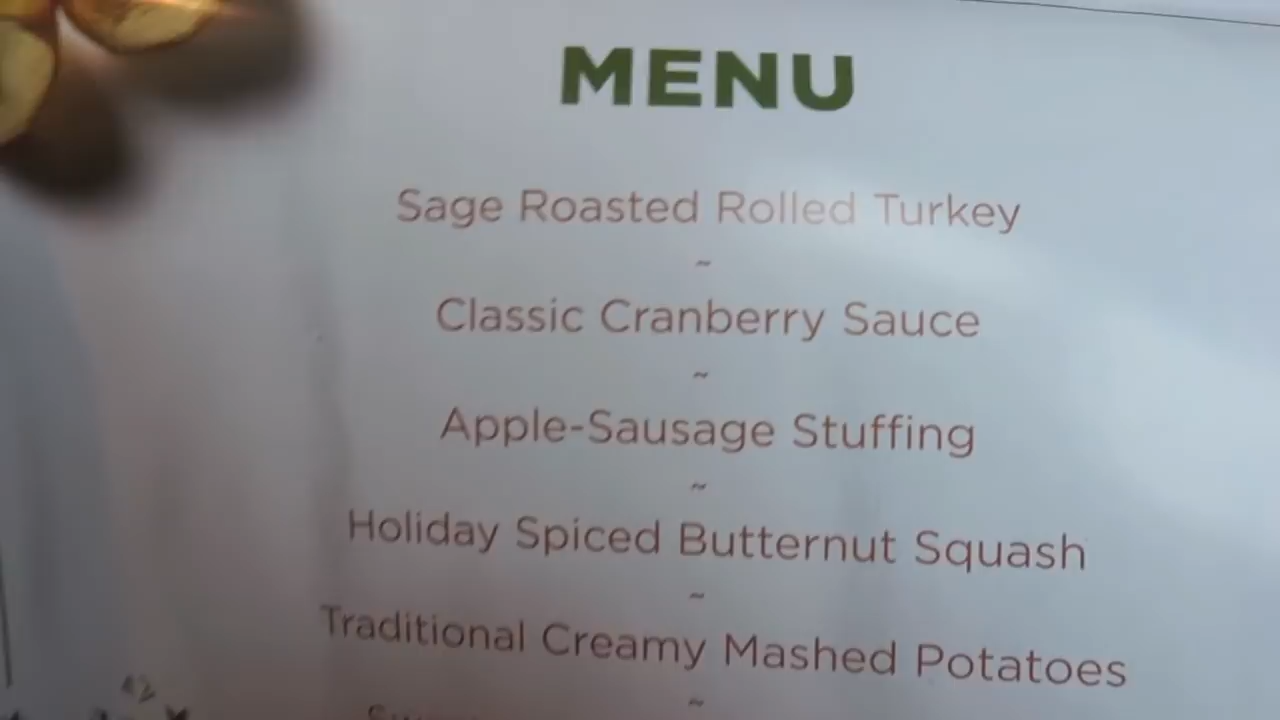 MENU
Sage Roasted Rolled Turkey
~
Classic Cranberry Sauce
~
Apple-Sausage Stuffing
~
Holiday Spiced Butternut Squash
~
Traditional Creamy Mashed Potatoes
~